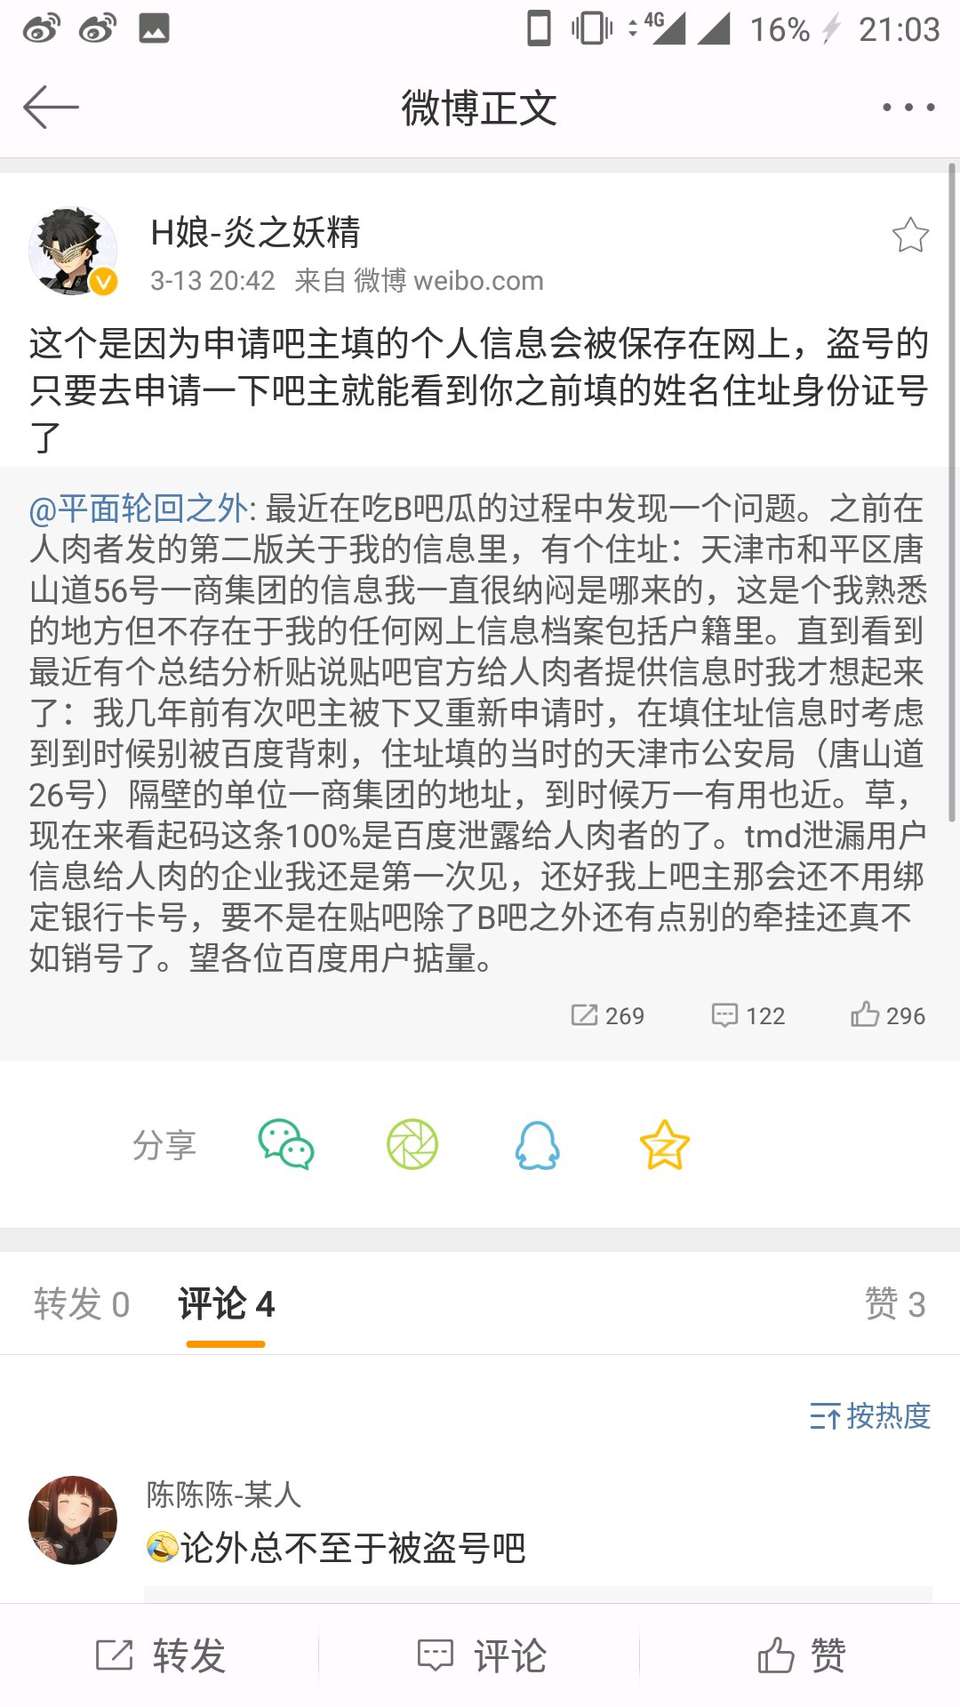 4G 16% 21:03
微博正文
H娘-炎之妖精
3-13 20:42 来自 微博 weibo.com
这个是因为申请吧主填的个人信息会被保存在网上，盗号的
只要去申请一下吧主就能看到你之前填的姓名住址身份证号
了
@平面轮回之外: 最近在吃B吧瓜的过程中发现一个问题。之前在
人肉者发的第二版关于我的信息里，有个住址：天津市和平区唐
山道56号一商集团的信息我一直很纳闷是哪来的，这是个我熟悉
的地方但不存在于我的任何网上信息档案包括户籍里。直到看到
最近有个总结分析贴说贴吧官方给人肉者提供信息时我才想起来
了：我几年前有次吧主被下又重新申请时，在填住址信息时考虑
到到时候别被百度背刺，住址填的当时的天津市公安局（唐山道
26号）隔壁的单位一商集团的地址，到时候万一有用也近。草，
现在来看起码这条100%是百度泄露给人肉者的了。tmd泄漏用户
信息给人肉的企业我还是第一次见，还好我上吧主那会还不用绑
定银行卡号，要不是在贴吧除了B吧之外还有点别的牵挂还真不
如销号了。望各位百度用户掂量。
269 122 296
分享
转发 0 评论 4 赞 3
按热度
陈陈陈-某人
论外总不至于被盗号吧
转发 评论 赞